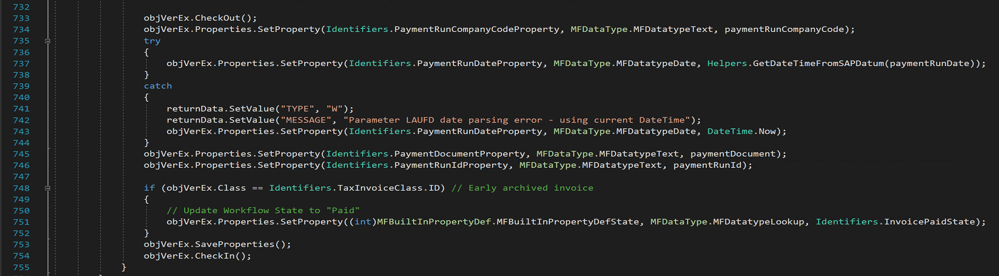 732
733 objVerEx.CheckOut();
734 objVerEx.Properties.SetProperty(Identifiers.PaymentRunCompanyCodeProperty, MFDataType.MFDatatypeText, paymentRunCompanyCode);
735 try
736 {
737 objVerEx.Properties.SetProperty(Identifiers.PaymentRunDateProperty, MFDataType.MFDatatypeDate, Helpers.GetDateTimeFromSAPDatum(paymentRunDate));
738 }
739 catch
740 {
741 returnData.SetValue("TYPE", "W");
742 returnData.SetValue("MESSAGE", "Parameter LAUFD date parsing error - using current DateTime");
743 objVerEx.Properties.SetProperty(Identifiers.PaymentRunDateProperty, MFDataType.MFDatatypeDate, DateTime.Now);
744 }
745 objVerEx.Properties.SetProperty(Identifiers.PaymentDocumentProperty, MFDataType.MFDatatypeText, paymentDocument);
746 objVerEx.Properties.SetProperty(Identifiers.PaymentRunIdProperty, MFDataType.MFDatatypeText, paymentRunId);
747
748 if (objVerEx.Class == Identifiers.TaxInvoiceClass.ID) // Early archived invoice
749 {
750 // Update Workflow State to "Paid"
751 objVerEx.Properties.SetProperty((int)MFBuiltInPropertyDef.MFBuiltInPropertyDefState, MFDataType.MFDatatypeLookup, Identifiers.InvoicePaidState);
752 }
753 objVerEx.SaveProperties();
754 objVerEx.CheckIn();
755 }